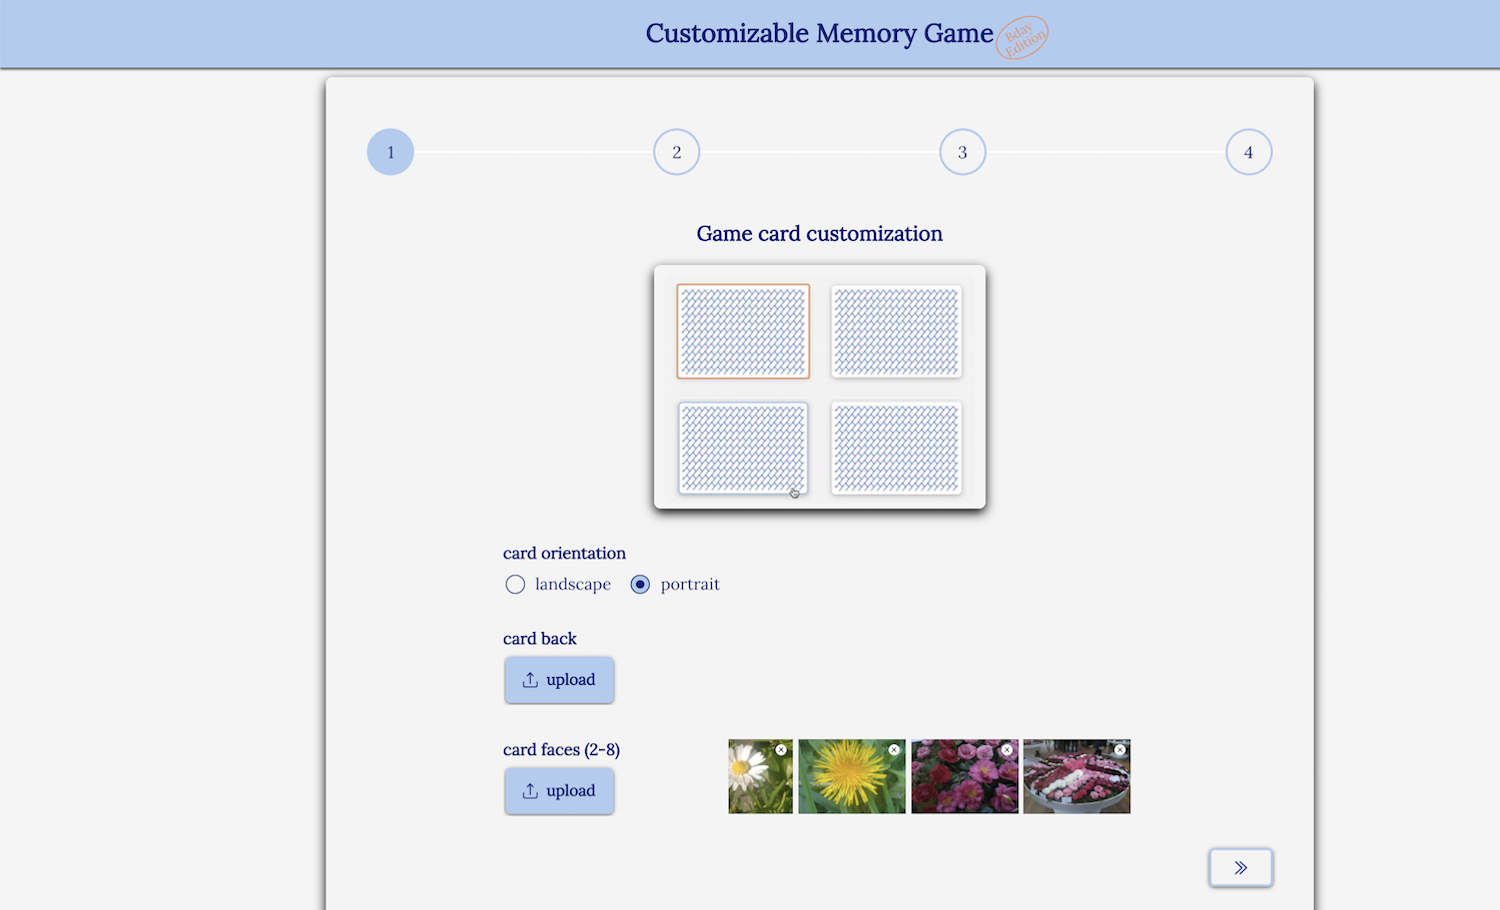 Customizable Memory Game
Bday
Edition
1
2
3
4
Game card customization
card orientation
landscape
portrait
card back
upload
card faces (2-8)
upload